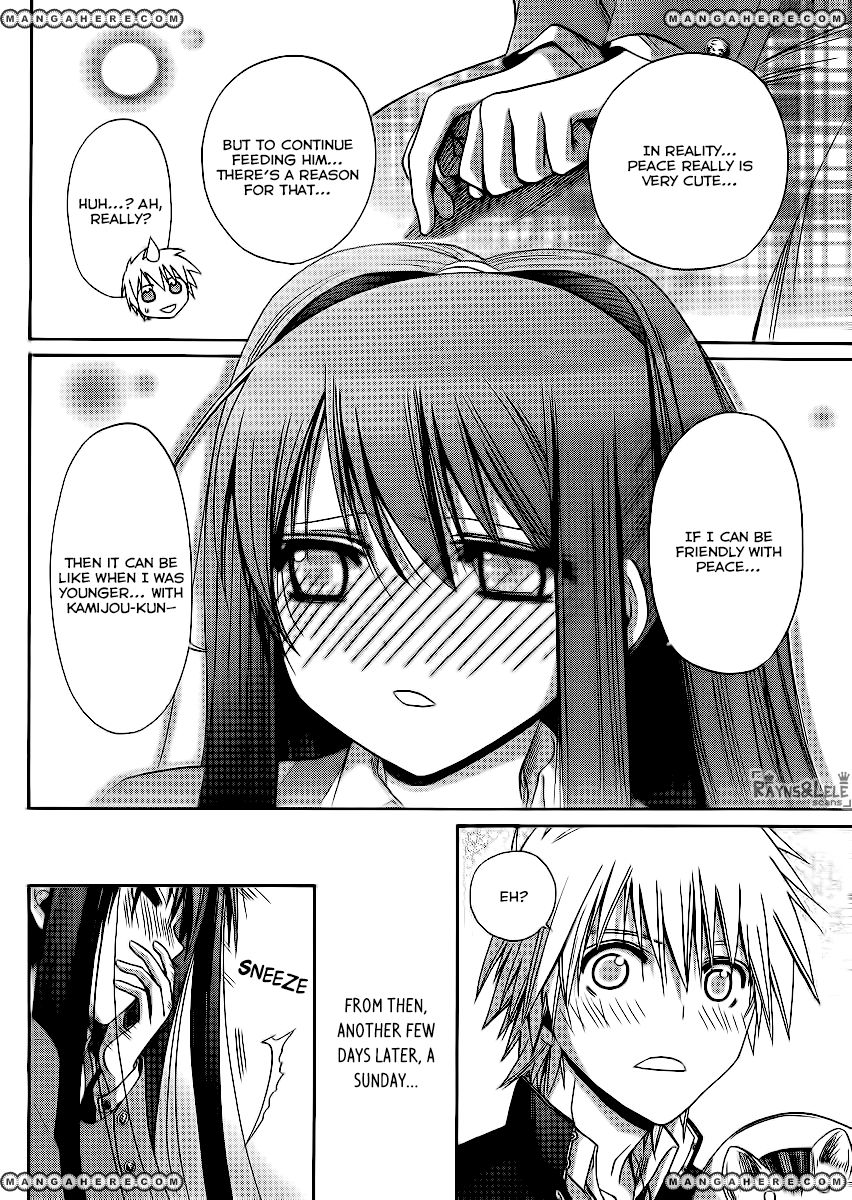 MANGAHERE.COM
MANGAHERE.COM
IN REALITY...
PEACE REALLY IS
VERY CUTE...
BUT TO CONTINUE
FEEDING HIM...
THERE'S A REASON
FOR THAT...
HUH...? AH,
REALLY?
IF I CAN BE
FRIENDLY WITH
PEACE...
THEN IT CAN BE
LIKE WHEN I WAS
YOUNGER... WITH
KAMIJOU-KUN—
RAYNS&LELE
scans
EH?
SNEEZE
FROM THEN,
ANOTHER FEW
DAYS LATER, A
SUNDAY...
MANGAHERE.COM
MANGAHERE.COM